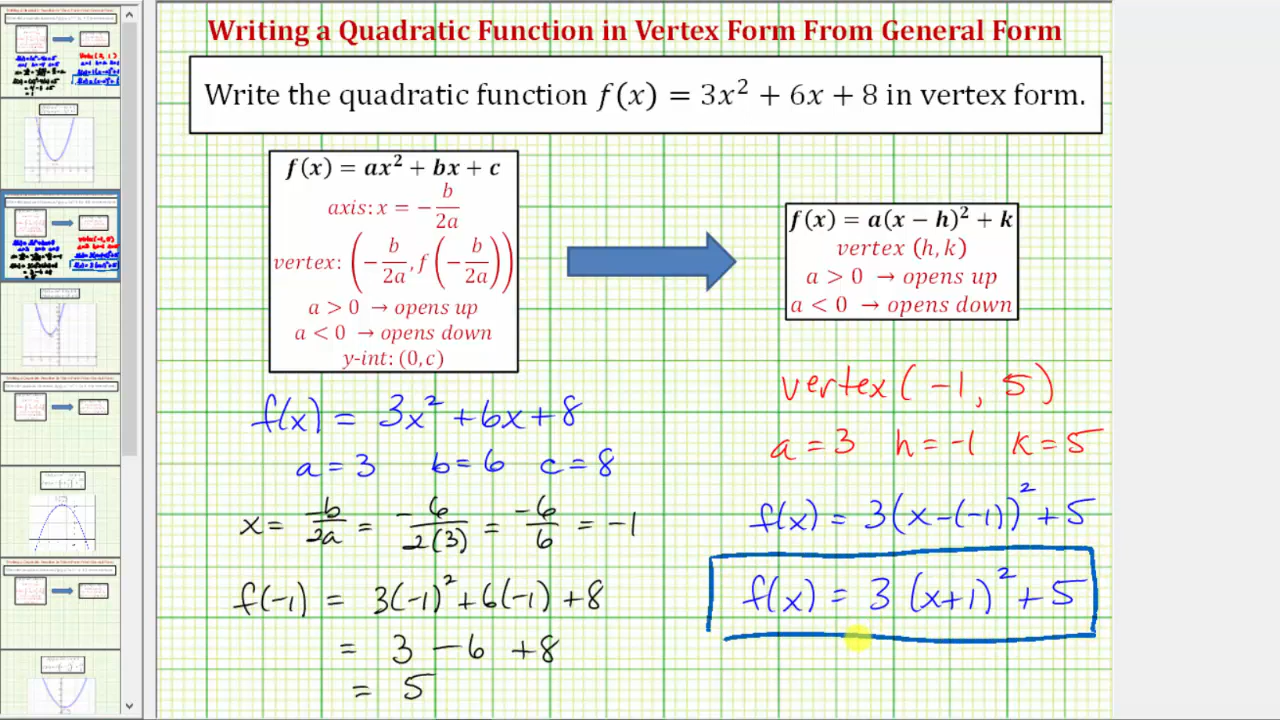 Writing a Quadratic Function in Vertex Form From General Form
Write the quadratic function f(x) = 3x² + 6x + 8 in vertex form.
f(x) = ax² + bx + c
axis: x = −b/2a
vertex: (−b/2a, f(−b/2a))
a > 0 → opens up
a < 0 → opens down
y-int: (0, c)
f(x) = a(x − h)² + k
vertex (h, k)
a > 0 → opens up
a < 0 → opens down
f(x) = 3x² + 6x + 8
a = 3 b = 6 c = 8
x = −b/2a = −6/2(3) = −6/6 = −1
f(−1) = 3(−1)² + 6(−1) + 8
= 3 − 6 + 8
= 5
vertex (−1, 5)
a = 3 h = −1 k = 5
f(x) = 3(x − (−1))² + 5
f(x) = 3(x + 1)² + 5